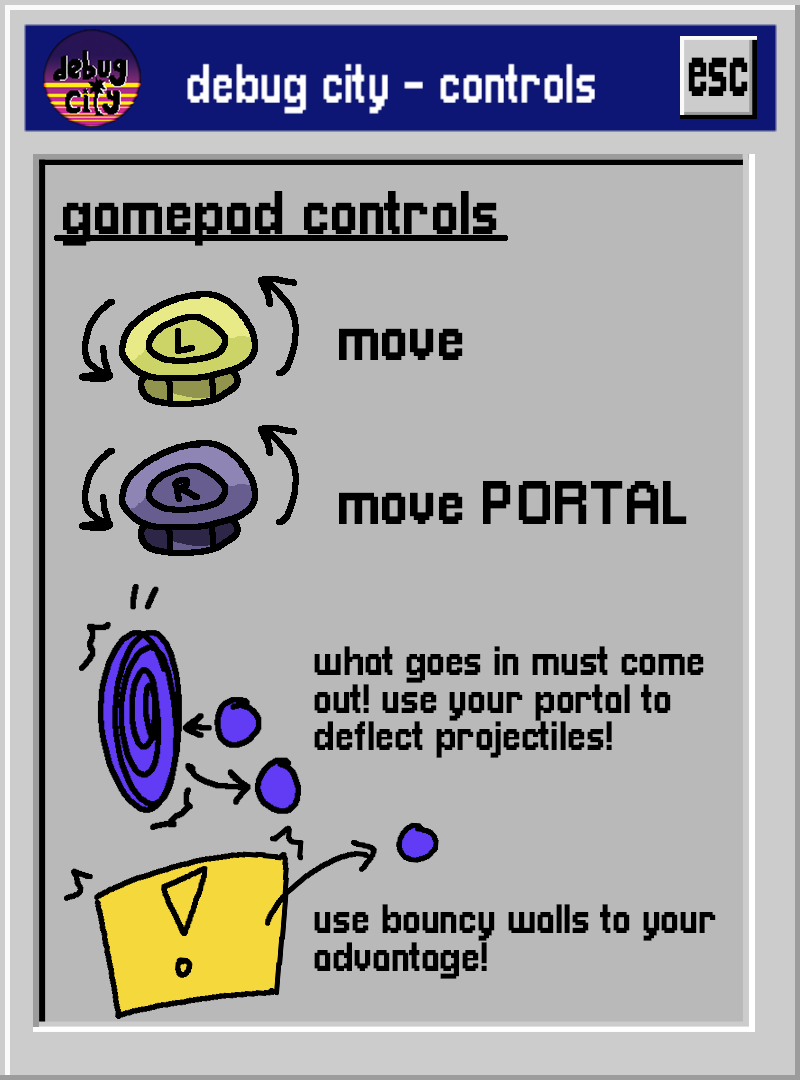 debug
city
debug city - controls
esc
gamepad controls
L
move
R
move PORTAL
what goes in must come
out! use your portal to
deflect projectiles!
!
use bouncy walls to your
advantage!